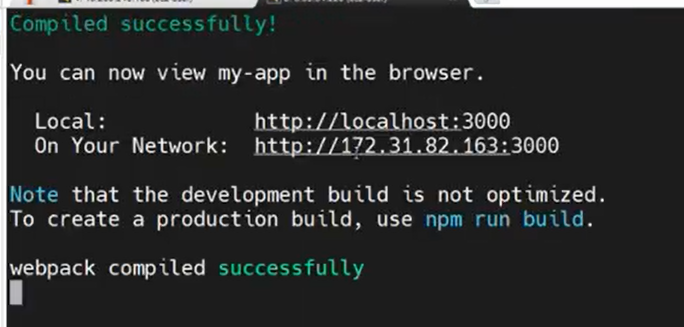 Compiled successfully!
You can now view my-app in the browser.
Local: http://localhost:3000
On Your Network: http://172.31.82.163:3000
Note that the development build is not optimized.
To create a production build, use npm run build.
webpack compiled successfully